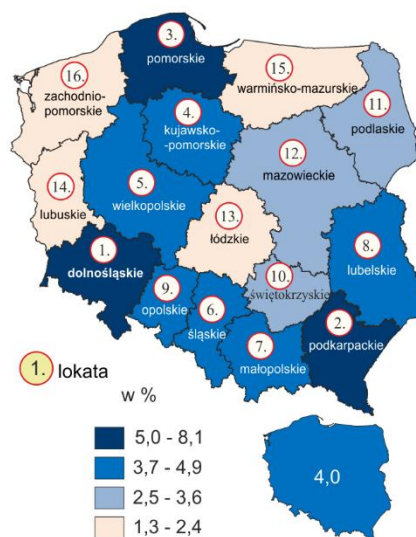 3.
pomorskie
16.
zachodnio-
pomorskie
15.
warmińsko-mazurskie
4.
kujawsko-
-pomorskie
11.
podlaskie
12.
mazowieckie
5.
wielkopolskie
14.
lubuskie
13.
łódzkie
1.
dolnośląskie
8.
lubelskie
9.
opolskie
6.
śląskie
10.
świętokrzyskie
2.
podkarpackie
7.
małopolskie
1. lokata
w %
5,0 - 8,1
3,7 - 4,9
2,5 - 3,6
1,3 - 2,4
4,0